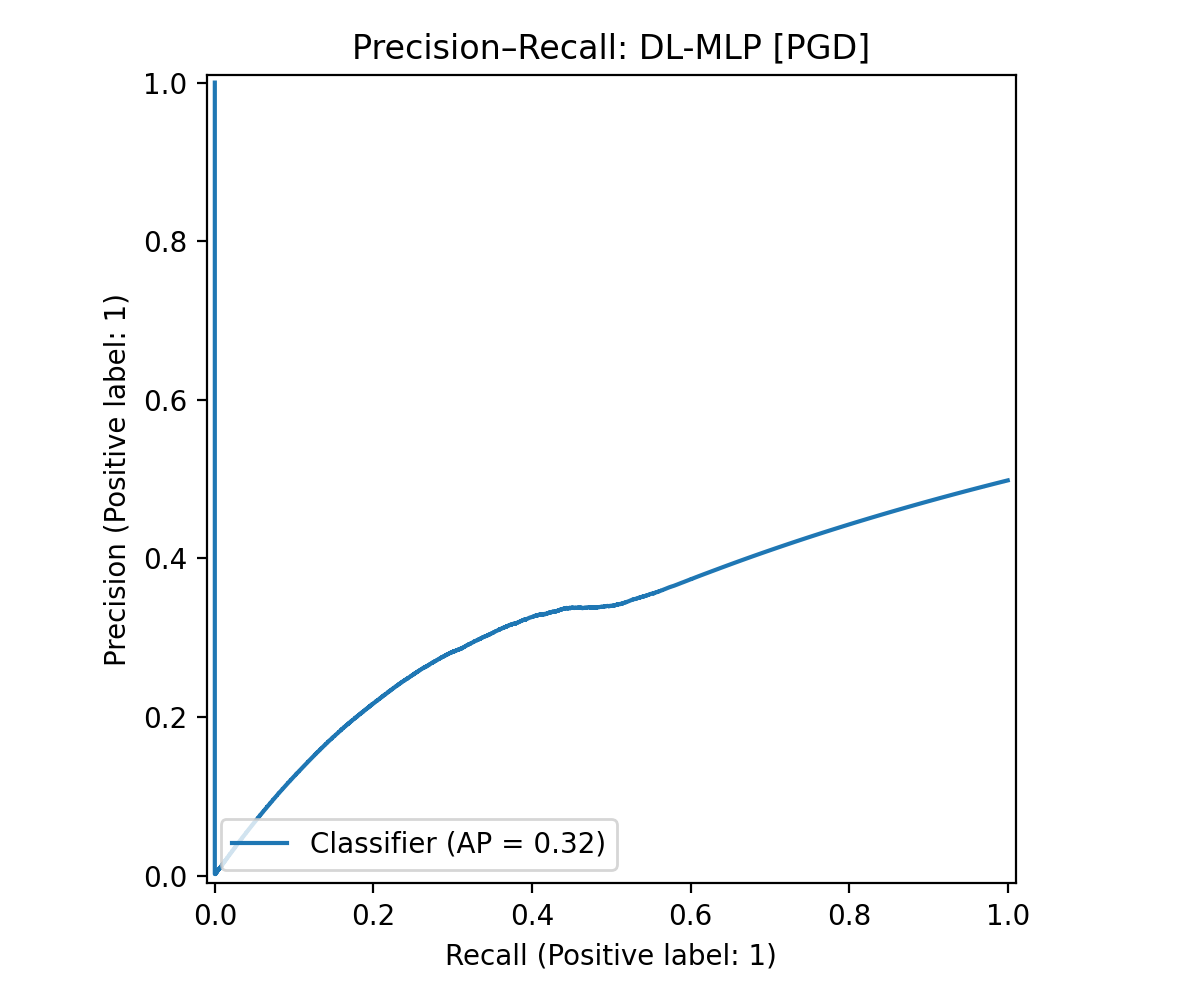 Precision–Recall: DL-MLP [PGD]
1.0
0.8
0.6
0.4
0.2
0.0
Precision (Positive label: 1)
Classifier (AP = 0.32)
0.0 0.2 0.4 0.6 0.8 1.0
Recall (Positive label: 1)